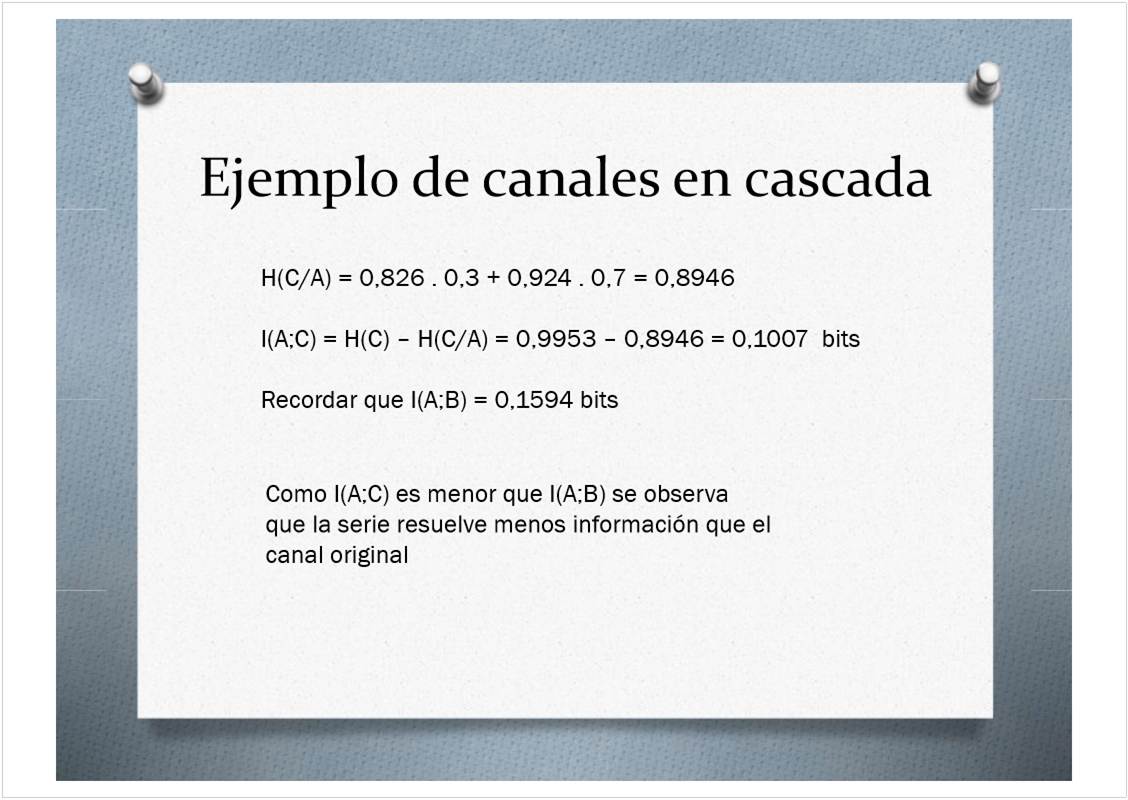 Ejemplo de canales en cascada
H(C/A) = 0,826 . 0,3 + 0,924 . 0,7 = 0,8946
I(A;C) = H(C) – H(C/A) = 0,9953 – 0,8946 = 0,1007  bits
Recordar que I(A;B) = 0,1594 bits
Como I(A;C) es menor que I(A;B) se observa
que la serie resuelve menos información que el
canal original